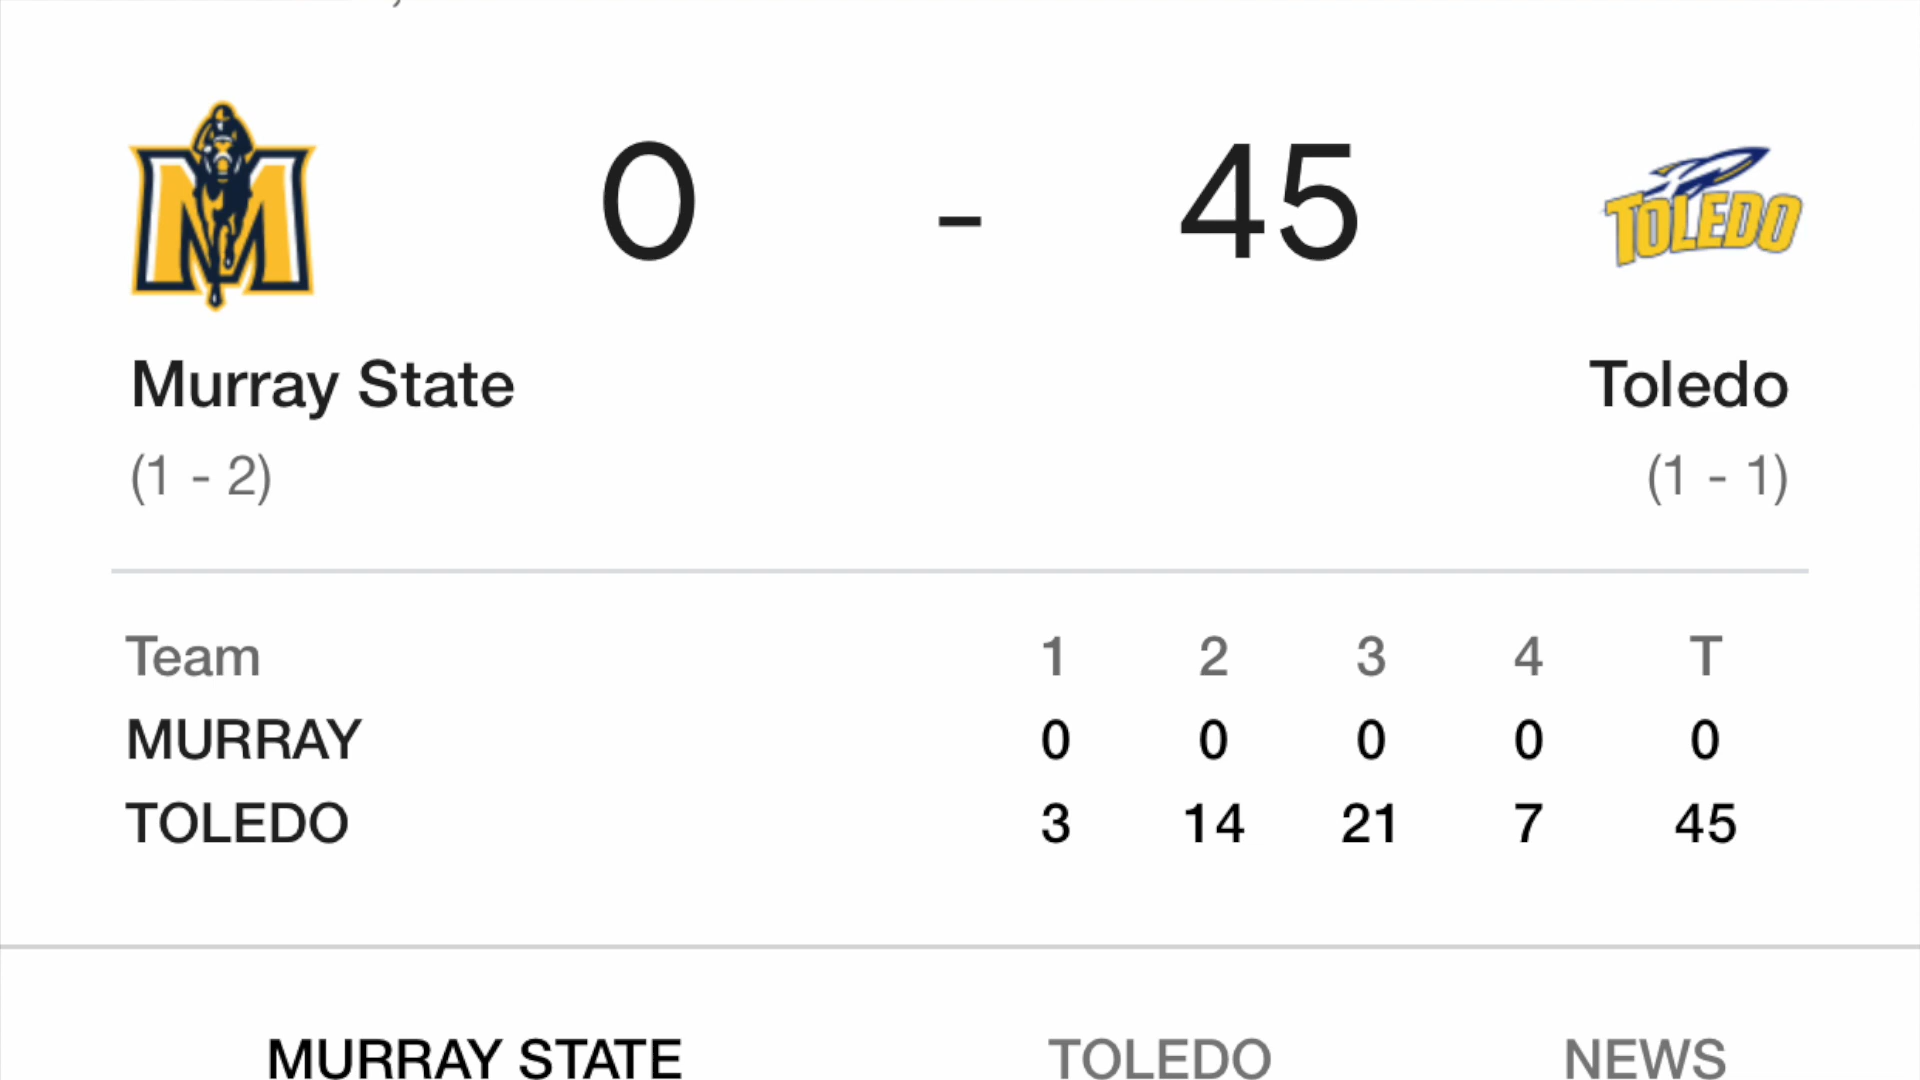 0 - 45
TOLEDO
Murray State Toledo
(1 - 2) (1 - 1)
Team 1 2 3 4 T
MURRAY 0 0 0 0 0
TOLEDO 3 14 21 7 45
MURRAY STATE TOLEDO NEWS